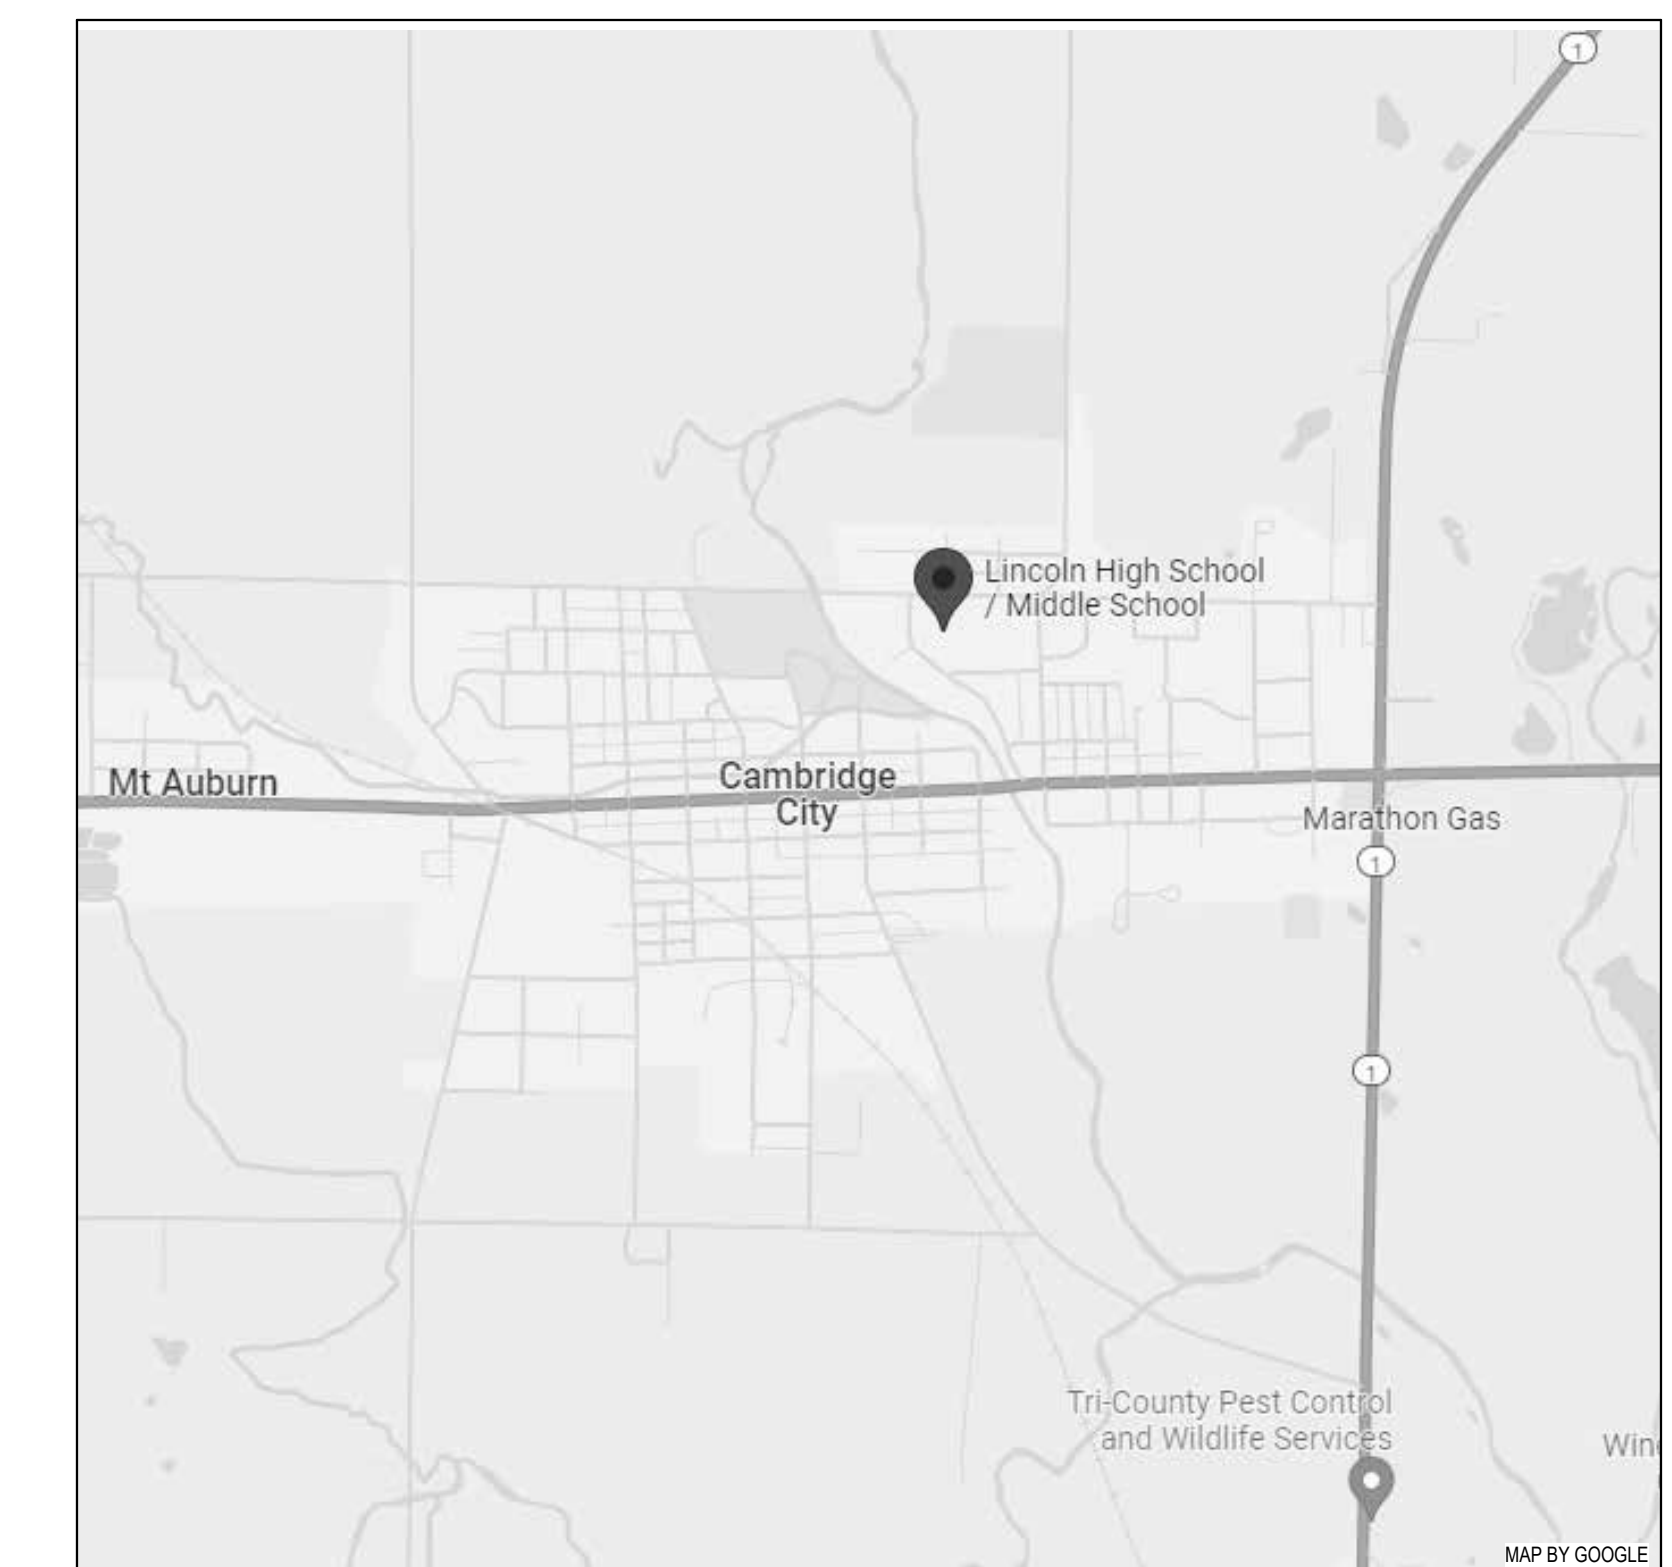 1
Lincoln High School
/ Middle School
Mt Auburn
Cambridge
City
Marathon Gas
1
1
Tri-County Pest Control
and Wildlife Services
MAP BY GOOGLE